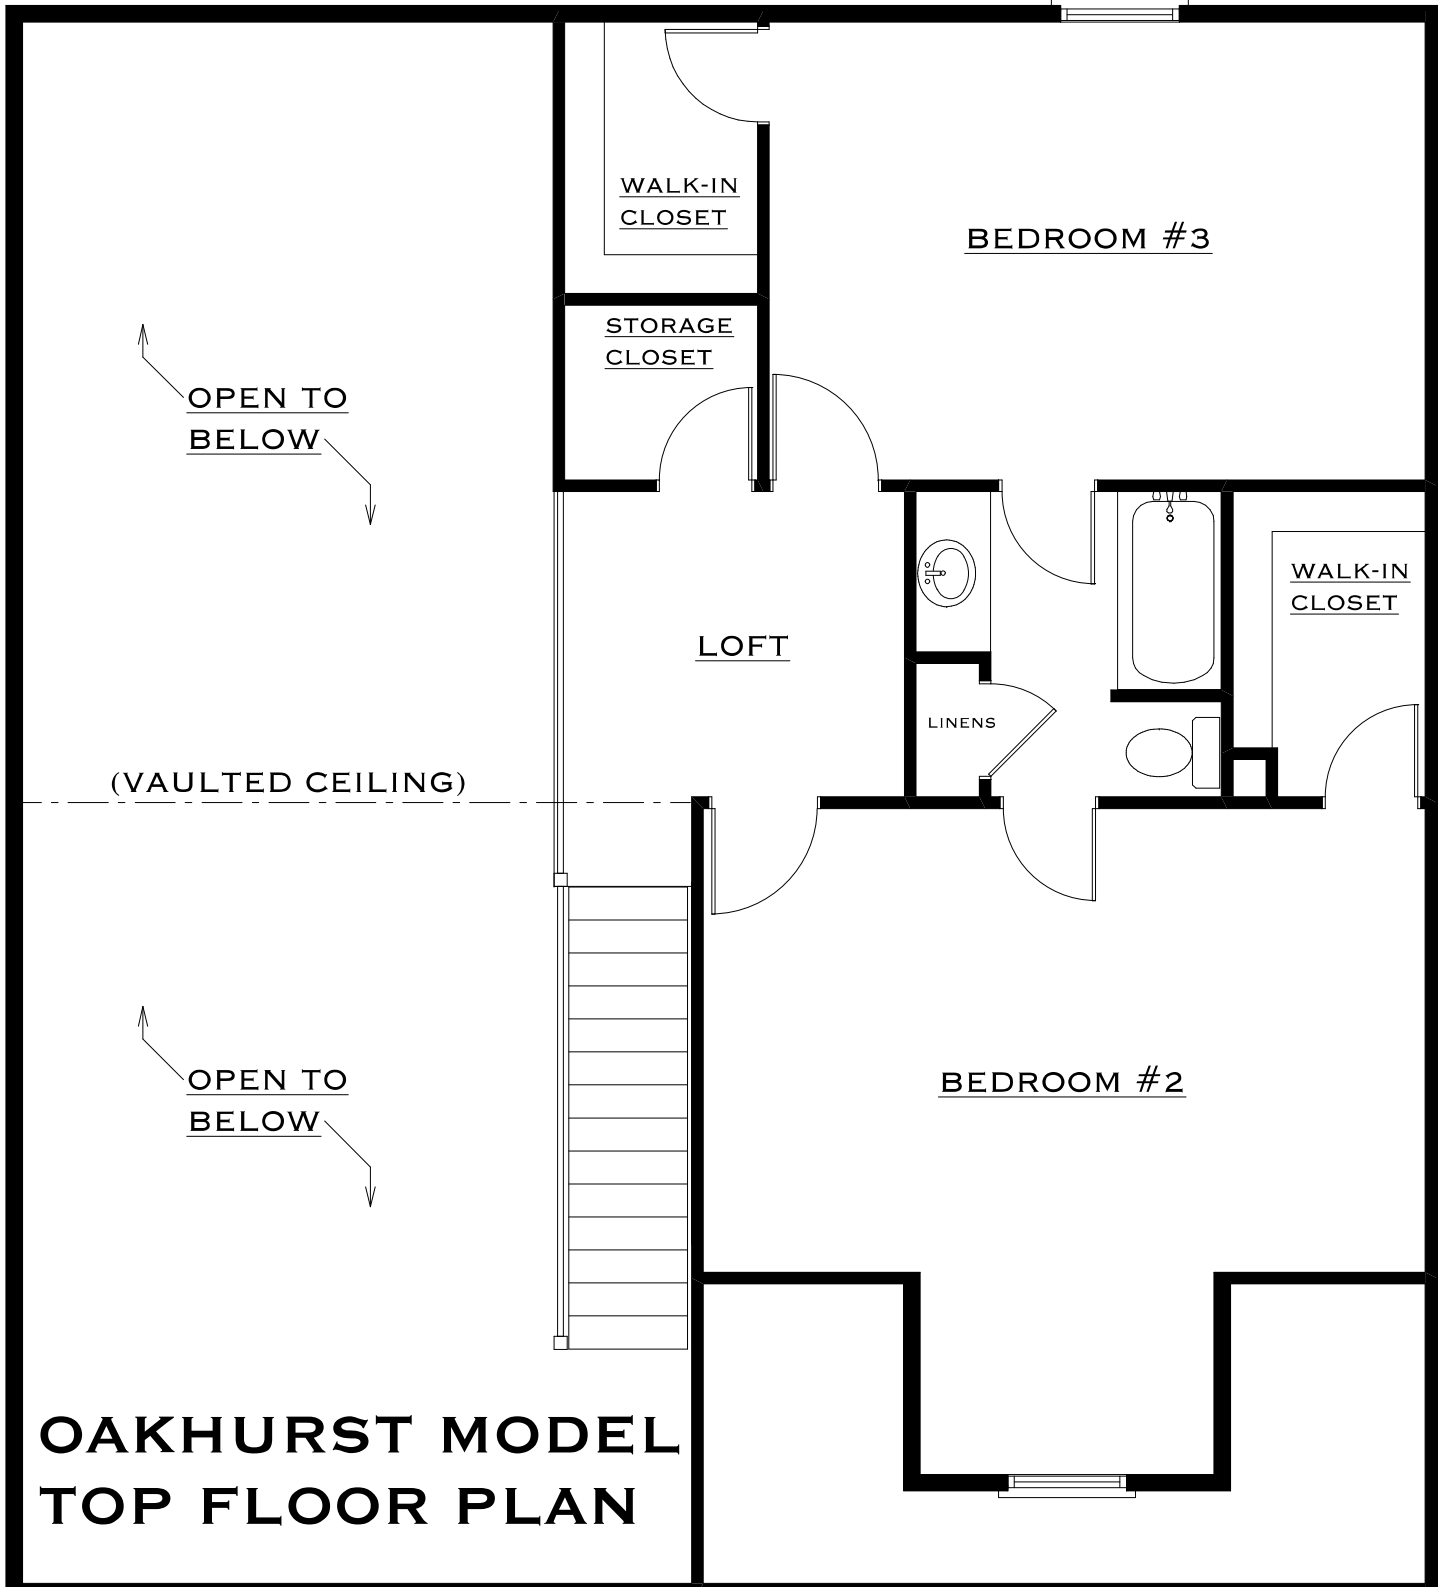 WALK-IN
CLOSET
BEDROOM #3
STORAGE
CLOSET
OPEN TO
BELOW
WALK-IN
CLOSET
LOFT
LINENS
(VAULTED CEILING)
OPEN TO
BELOW
BEDROOM #2
OAKHURST MODEL
TOP FLOOR PLAN